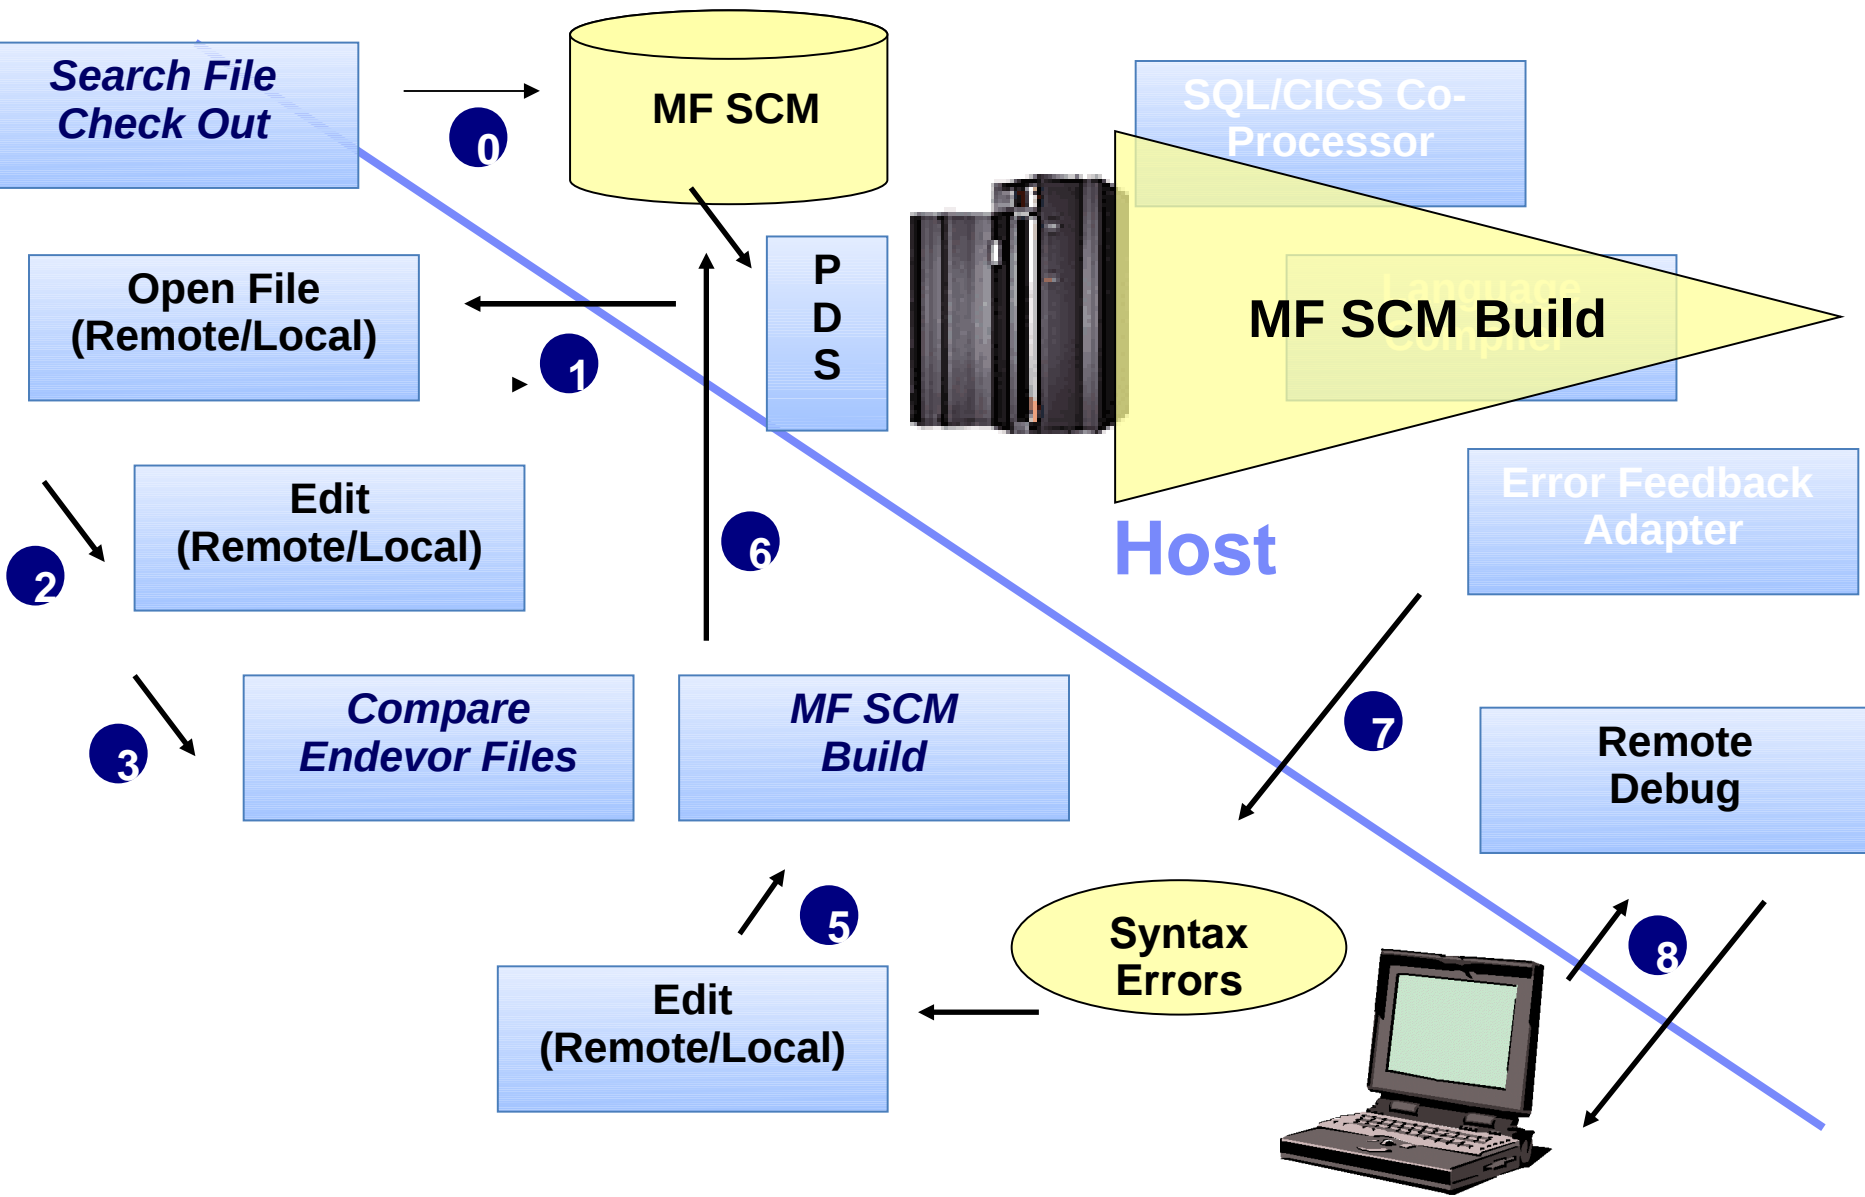 Search File
Check Out
0
MF SCM
SQL/CICS Co-
Processor
Open File
(Remote/Local)
1
P
D
S
Language
Compiler
MF SCM Build
Edit
(Remote/Local)
2
6
Host
Error Feedback
Adapter
3
Compare
Endevor Files
MF SCM
Build
7
Remote
Debug
5
Syntax
Errors
8
Edit
(Remote/Local)